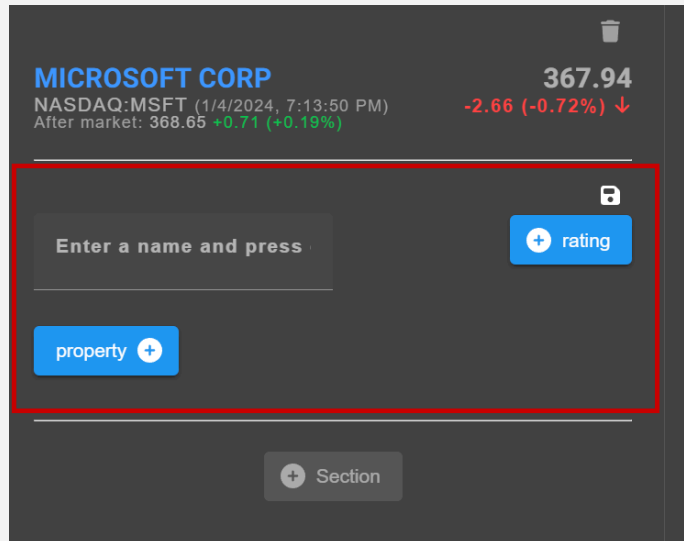 MICROSOFT CORP 367.94
NASDAQ:MSFT (1/4/2024, 7:13:50 PM) -2.66 (-0.72%) ↓
After market: 368.65 +0.71 (+0.19%)
Enter a name and press
rating
property
Section